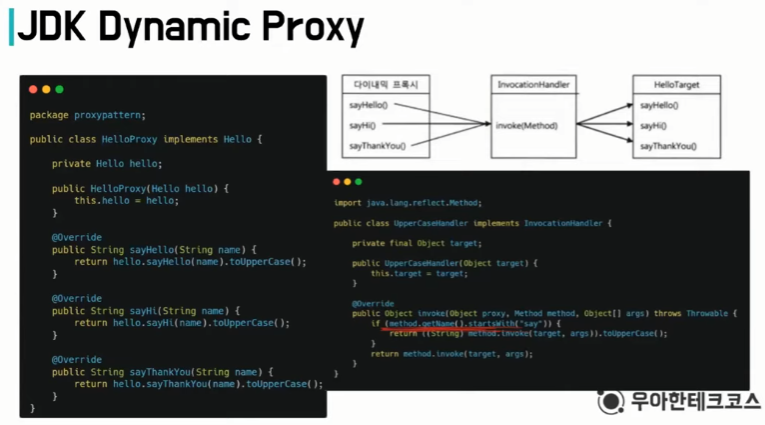 JDK Dynamic Proxy
package proxypattern;
public class HelloProxy implements Hello {
private Hello hello;
public HelloProxy(Hello hello) {
this.hello = hello;
}
@Override
public String sayHello(String name) {
return hello.sayHello(name).toUpperCase();
}
@Override
public String sayHi(String name) {
return hello.sayHi(name).toUpperCase();
}
@Override
public String sayThankYou(String name) {
return hello.sayThankYou(name).toUpperCase();
}
}
다이내믹 프록시
sayHello()
sayHi()
sayThankYou()
InvocationHandler
invoke(Method)
HelloTarget
sayHello()
sayHi()
sayThankYou()
import java.lang.reflect.Method;
public class UpperCaseHandler implements InvocationHandler {
private final Object target;
public UpperCaseHandler(Object target) {
this.target = target;
}
@Override
public Object invoke(Object proxy, Method method, Object[] args) throws Throwable {
if (method.getName().startsWith("say")) {
return ((String) method.invoke(target, args)).toUpperCase();
}
return method.invoke(target, args);
}
}
우아한테크코스